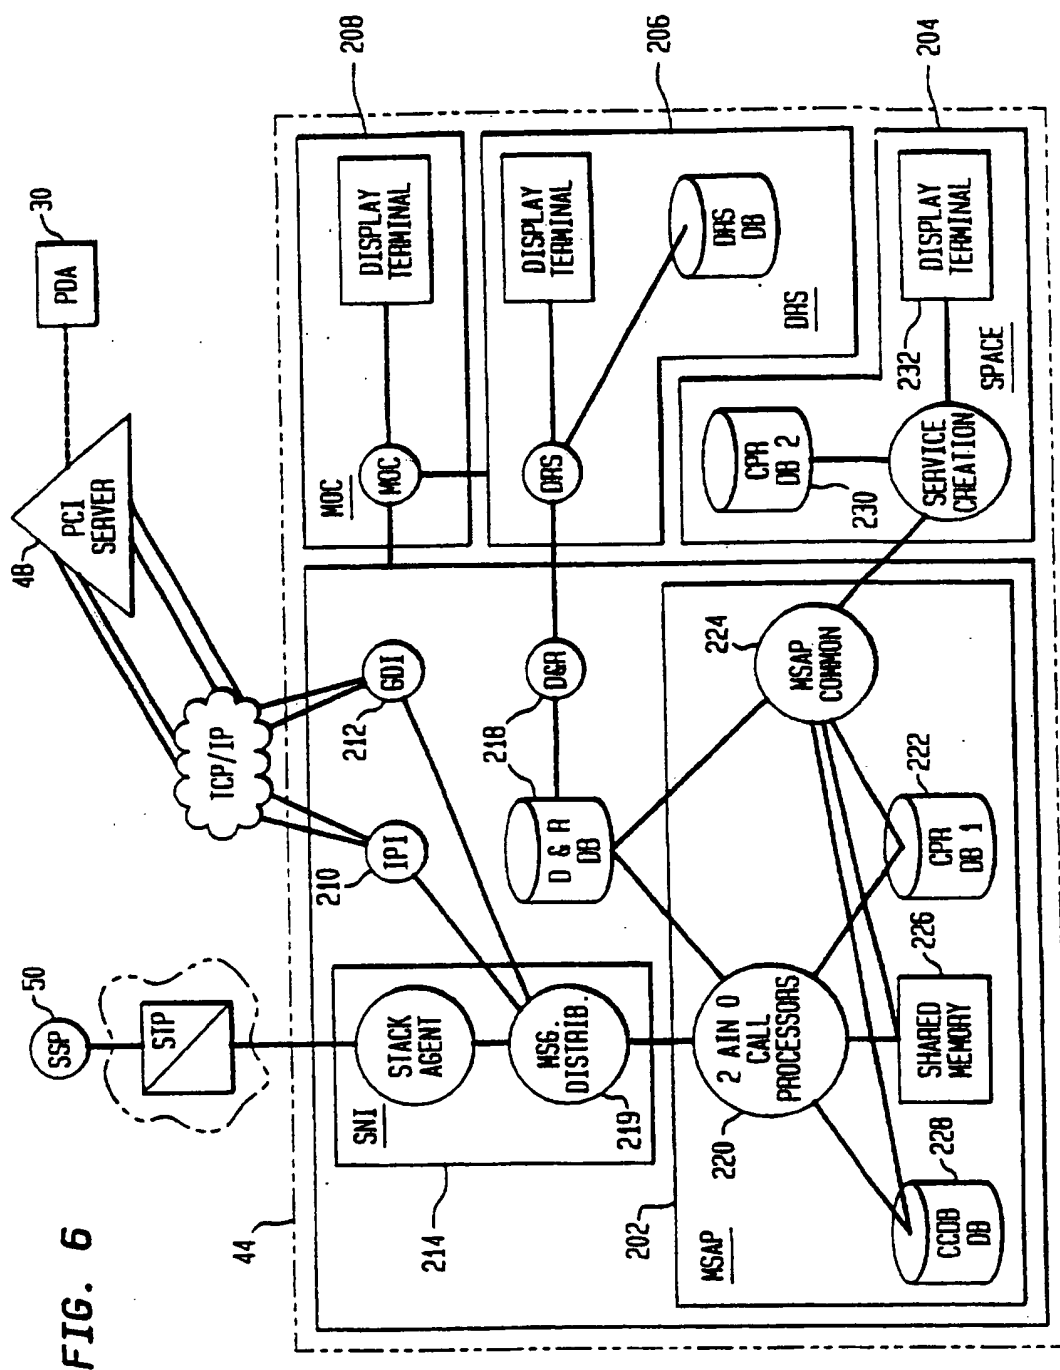 FIG. 6
44
50
SSP
STP
48
PCI
SERVER
30
PDA
TCP/IP
214
SNI
STACK
AGENT
MSG.
DISTRIB.
219
210
IPI
212
GDI
218
D & R
DB
D&R
208
MOC
MOC
DISPLAY
TERMINAL
206
DRS
DISPLAY
TERMINAL
DRS
DB
DRS
204
CPR
DB 2
230
SERVICE
CREATION
232
DISPLAY
TERMINAL
SPACE
202
MSAP
220
2 AIN 0
CALL
PROCESSORS
224
MSAP
COMMON
222
CPR
DB 1
226
SHARED
MEMORY
228
CCDB
DB